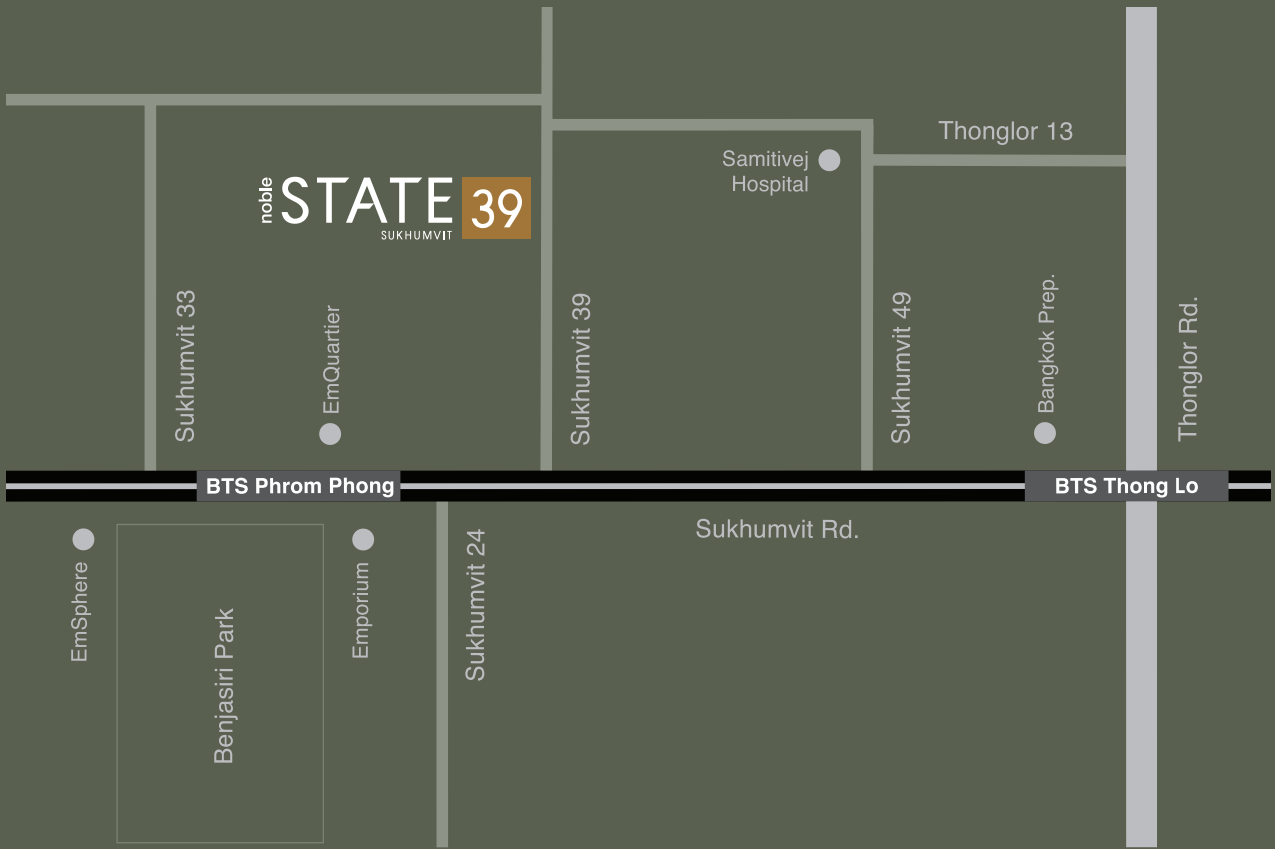 Thonglor 13
Samitivej
Hospital
noble
STATE
39
SUKHUMVIT
Sukhumvit 33
EmQuartier
Sukhumvit 39
Sukhumvit 49
Bangkok Prep.
Thonglor Rd.
BTS Phrom Phong
BTS Thong Lo
Sukhumvit Rd.
EmSphere
Benjasiri Park
Emporium
Sukhumvit 24